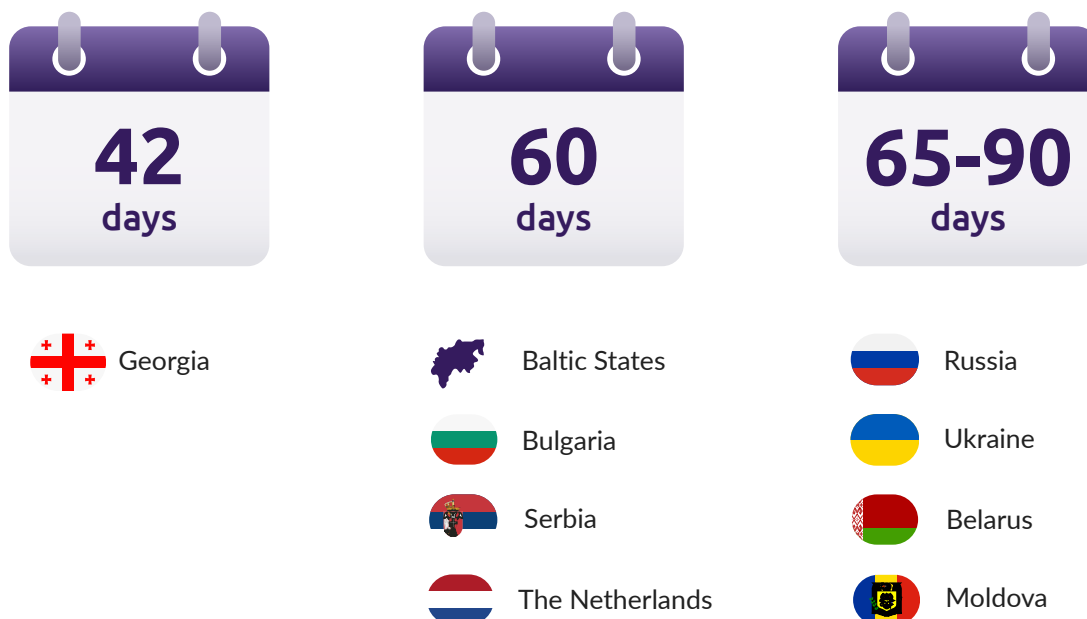 42
days
60
days
65-90
days
Georgia
Baltic States
Bulgaria
Serbia
The Netherlands
Russia
Ukraine
Belarus
Moldova